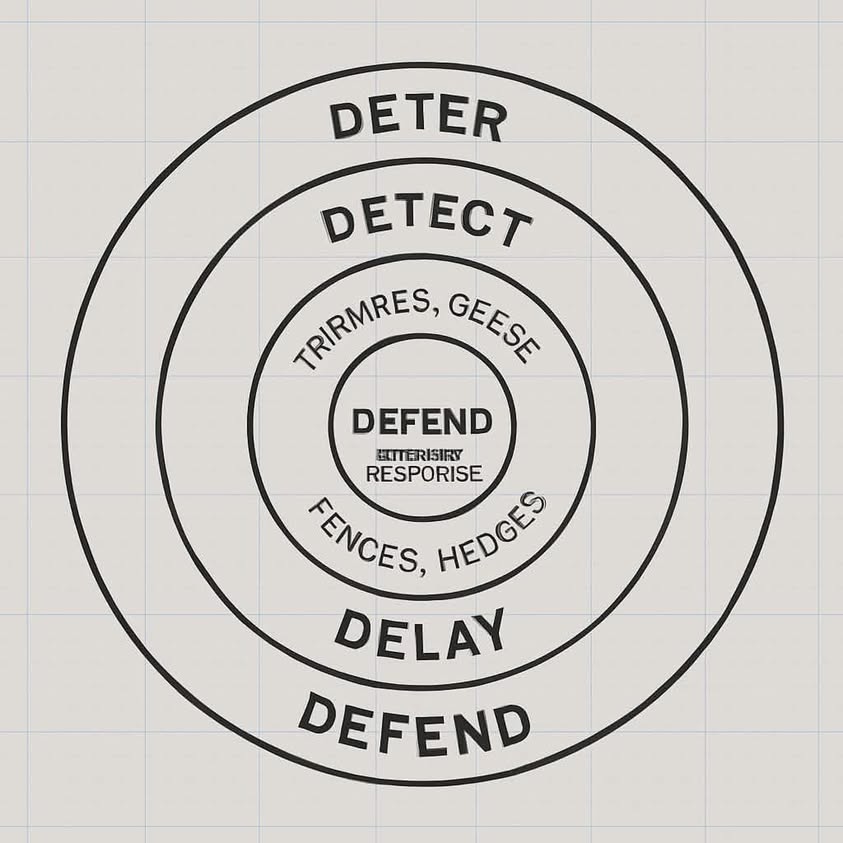 DETER
DETECT
TRIRMRES, GEESE
DEFEND
RESPORISE
FENCES, HEDGES
DELAY
DEFEND